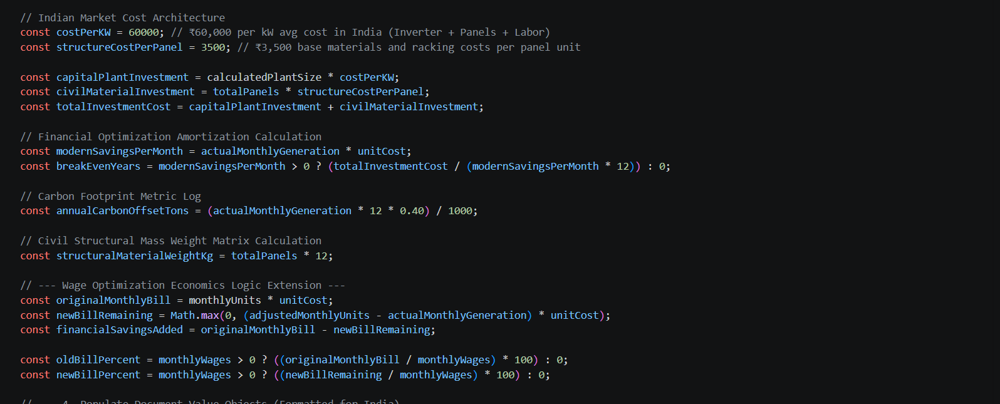 // Indian Market Cost Architecture
const costPerKW = 60000; // ₹60,000 per kW avg cost in India (Inverter + Panels + Labor)
const structureCostPerPanel = 3500; // ₹3,500 base materials and racking costs per panel unit
const capitalPlantInvestment = calculatedPlantSize * costPerKW;
const civilMaterialInvestment = totalPanels * structureCostPerPanel;
const totalInvestmentCost = capitalPlantInvestment + civilMaterialInvestment;
// Financial Optimization Amortization Calculation
const modernSavingsPerMonth = actualMonthlyGeneration * unitCost;
const breakEvenYears = modernSavingsPerMonth > 0 ? (totalInvestmentCost / (modernSavingsPerMonth * 12)) : 0;
// Carbon Footprint Metric Log
const annualCarbonOffsetTons = (actualMonthlyGeneration * 12 * 0.40) / 1000;
// Civil Structural Mass Weight Matrix Calculation
const structuralMaterialWeightKg = totalPanels * 12;
// --- Wage Optimization Economics Logic Extension ---
const originalMonthlyBill = monthlyUnits * unitCost;
const newBillRemaining = Math.max(0, (adjustedMonthlyUnits - actualMonthlyGeneration) * unitCost);
const financialSavingsAdded = originalMonthlyBill - newBillRemaining;
const oldBillPercent = monthlyWages > 0 ? ((originalMonthlyBill / monthlyWages) * 100) : 0;
const newBillPercent = monthlyWages > 0 ? ((newBillRemaining / monthlyWages) * 100) : 0;
// 4. Populate Document Value Objects (Formatted for India)